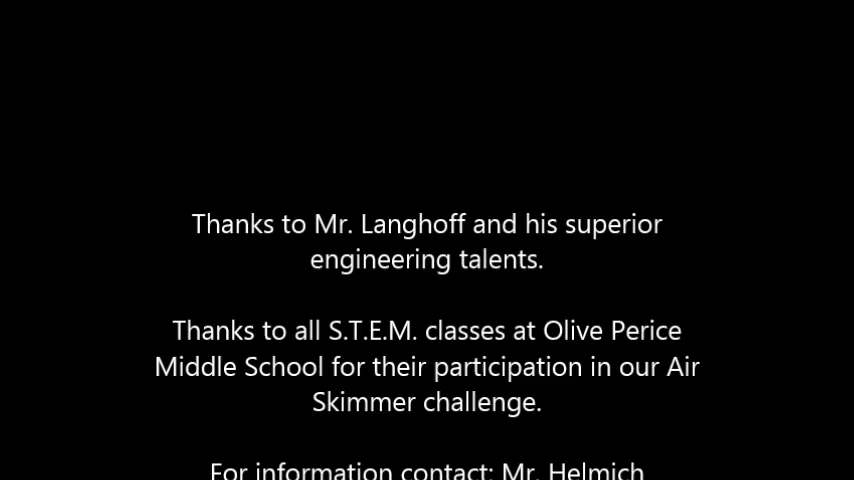 Thanks to Mr. Langhoff and his superior
engineering talents.
Thanks to all S.T.E.M. classes at Olive Perice
Middle School for their participation in our Air
Skimmer challenge.
For information contact: Mr. Helmich